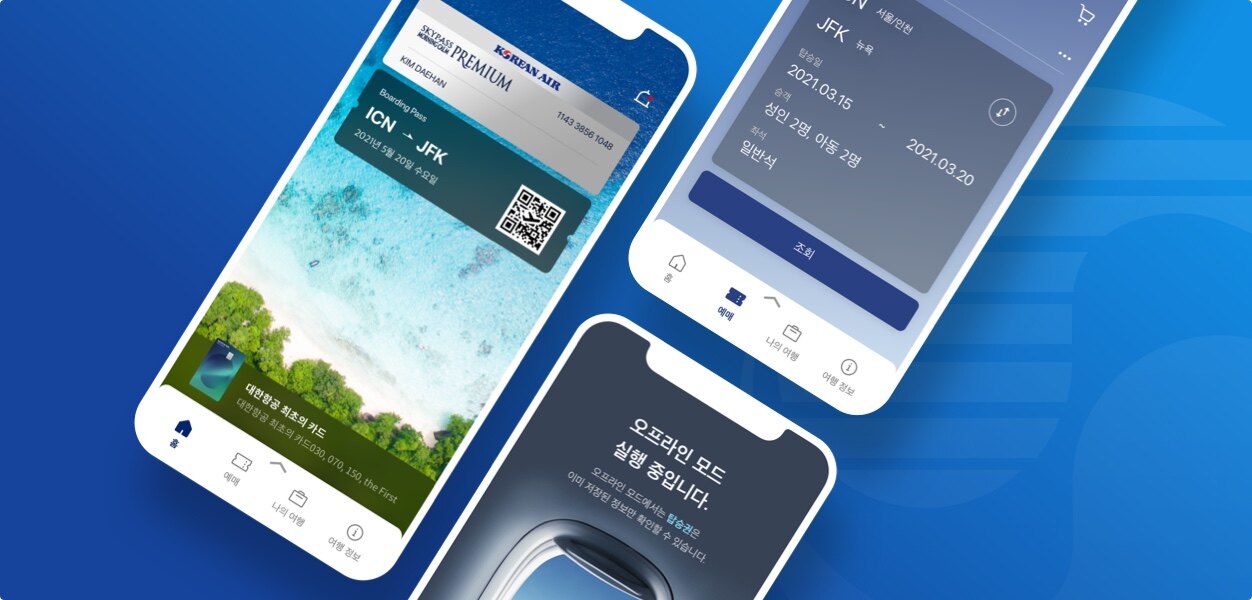 SKYPASS
MORNING CALM
PREMIUM
KOREAN AIR
KIM DAEHAN
1143 3856 1048
Boarding Pass
ICN
JFK
2021년 5월 20일 수요일
대한항공 최초의 카드
대한항공 최초의 카드030, 070, 150, the First
홈
예매
나의 여행
여행 정보
서울/인천
JFK 뉴욕
탑승일
2021.03.15 ~ 2021.03.20
승객
성인 2명, 아동 2명
좌석
일반석
조회
홈
예매
나의 여행
여행 정보
오프라인 모드
실행 중입니다.
오프라인 모드에서는 탑승권은
이미 저장된 정보만 확인할 수 있습니다.